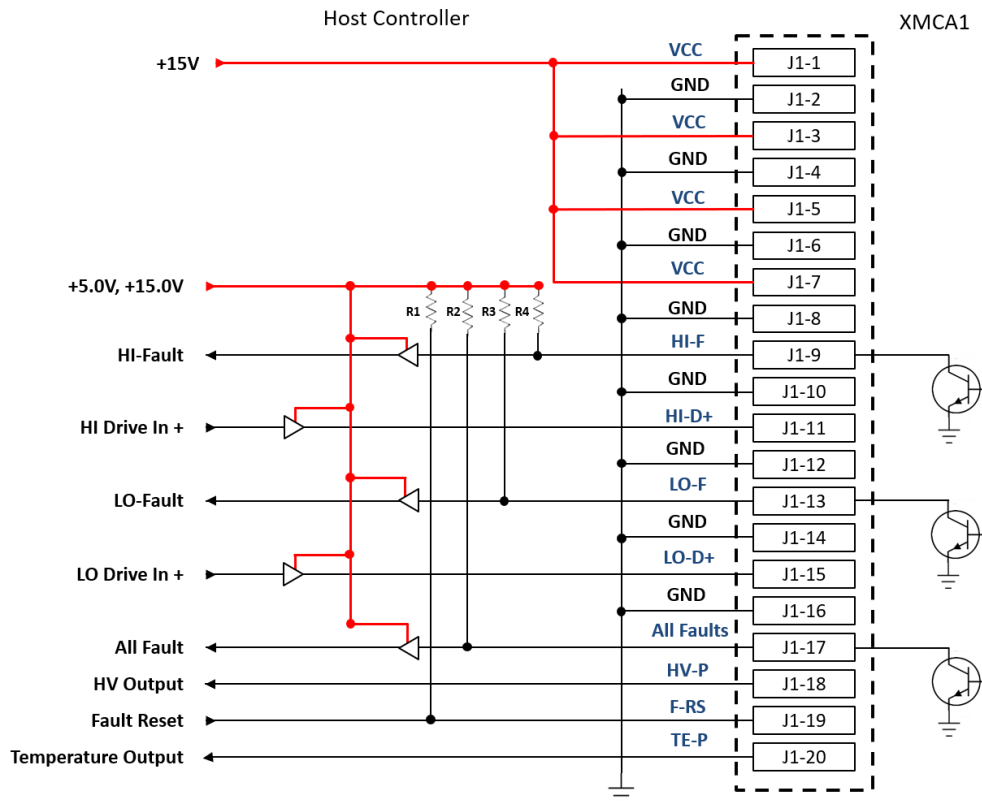 Host Controller
XMCA1
+15V
VCC
J1-1
GND
J1-2
VCC
J1-3
GND
J1-4
VCC
J1-5
GND
J1-6
+5.0V, +15.0V
VCC
J1-7
R1
R2
R3
R4
GND
J1-8
HI-Fault
HI-F
J1-9
GND
J1-10
HI Drive In +
HI-D+
J1-11
GND
J1-12
LO-Fault
LO-F
J1-13
GND
J1-14
LO Drive In +
LO-D+
J1-15
GND
J1-16
All Fault
All Faults
J1-17
HV Output
HV-P
J1-18
Fault Reset
F-RS
J1-19
Temperature Output
TE-P
J1-20